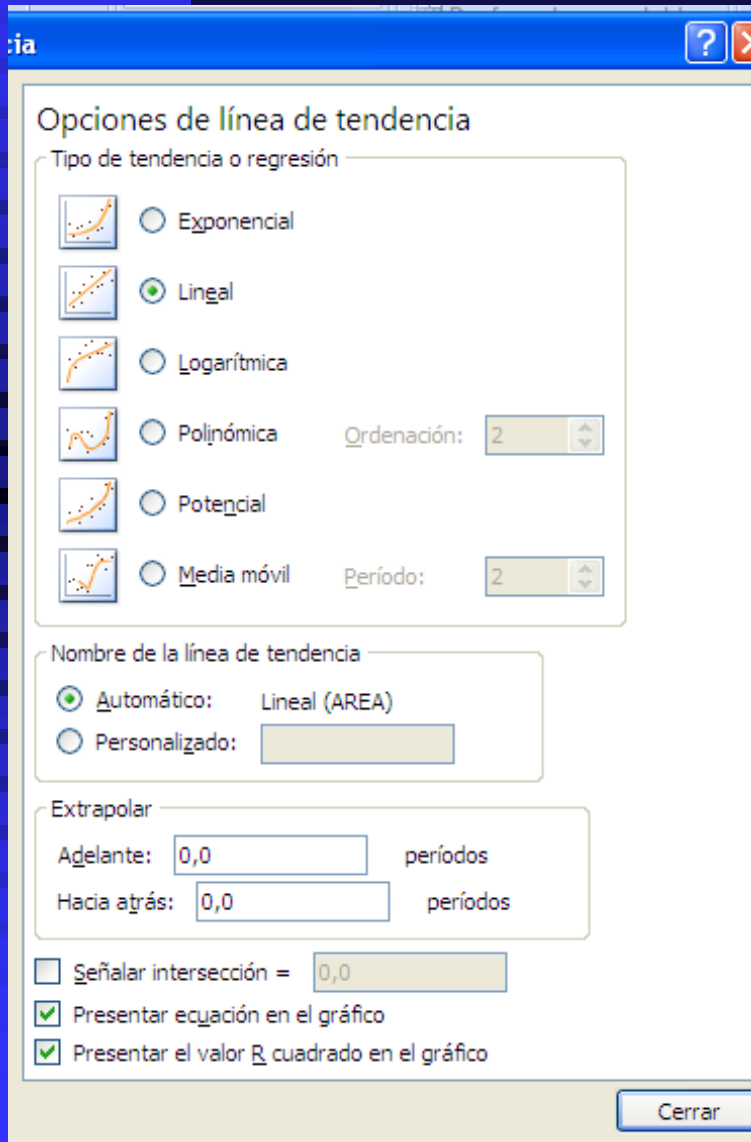 cia
Opciones de línea de tendencia
Tipo de tendencia o regresión
Exponencial
Lineal
Logarítmica
Polinómica Ordenación: 2
Potencial
Media móvil Período: 2
Nombre de la línea de tendencia
Automático: Lineal (AREA)
Personalizado:
Extrapolar
Adelante: 0,0 períodos
Hacia atrás: 0,0 períodos
Señalar intersección = 0,0
Presentar ecuación en el gráfico
Presentar el valor R cuadrado en el gráfico
Cerrar